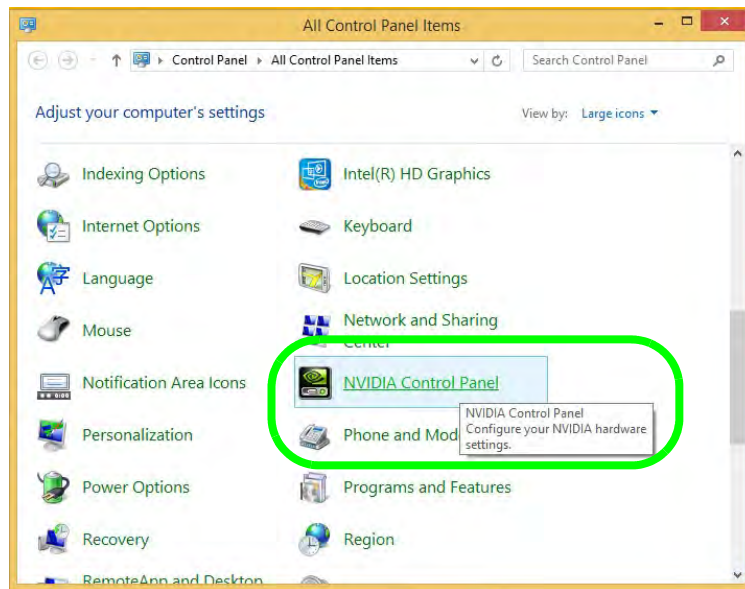 All Control Panel Items
Control Panel All Control Panel Items
Search Control Panel
Adjust your computer's settings
View by: Large icons
Indexing Options
Intel(R) HD Graphics
Internet Options
Keyboard
Language
Location Settings
Mouse
Network and Sharing
Center
Notification Area Icons
NVIDIA Control Panel
NVIDIA Control Panel
Configure your NVIDIA hardware
settings.
Personalization
Phone and Mod
Power Options
Programs and Features
Recovery
Region
RemoteApp and Desktop